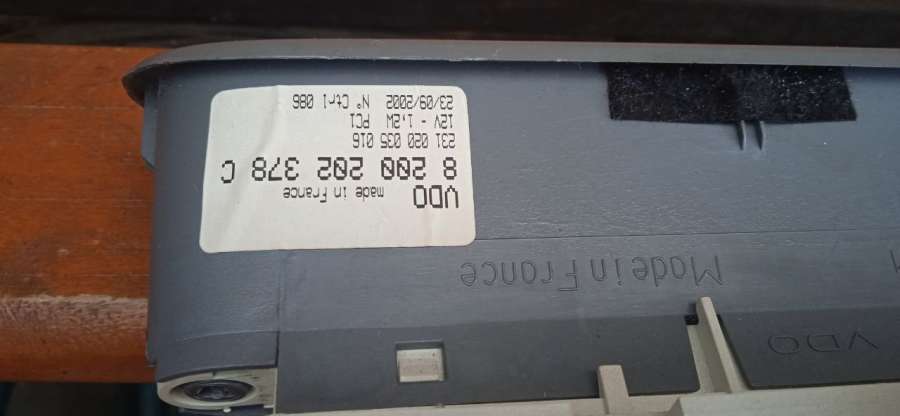 VDO made in France
8 200 202 378 C
231 020 035 016
12V - 1,2W PC1
23/09/2002 N° Ctrl 086
Made in France
VDO